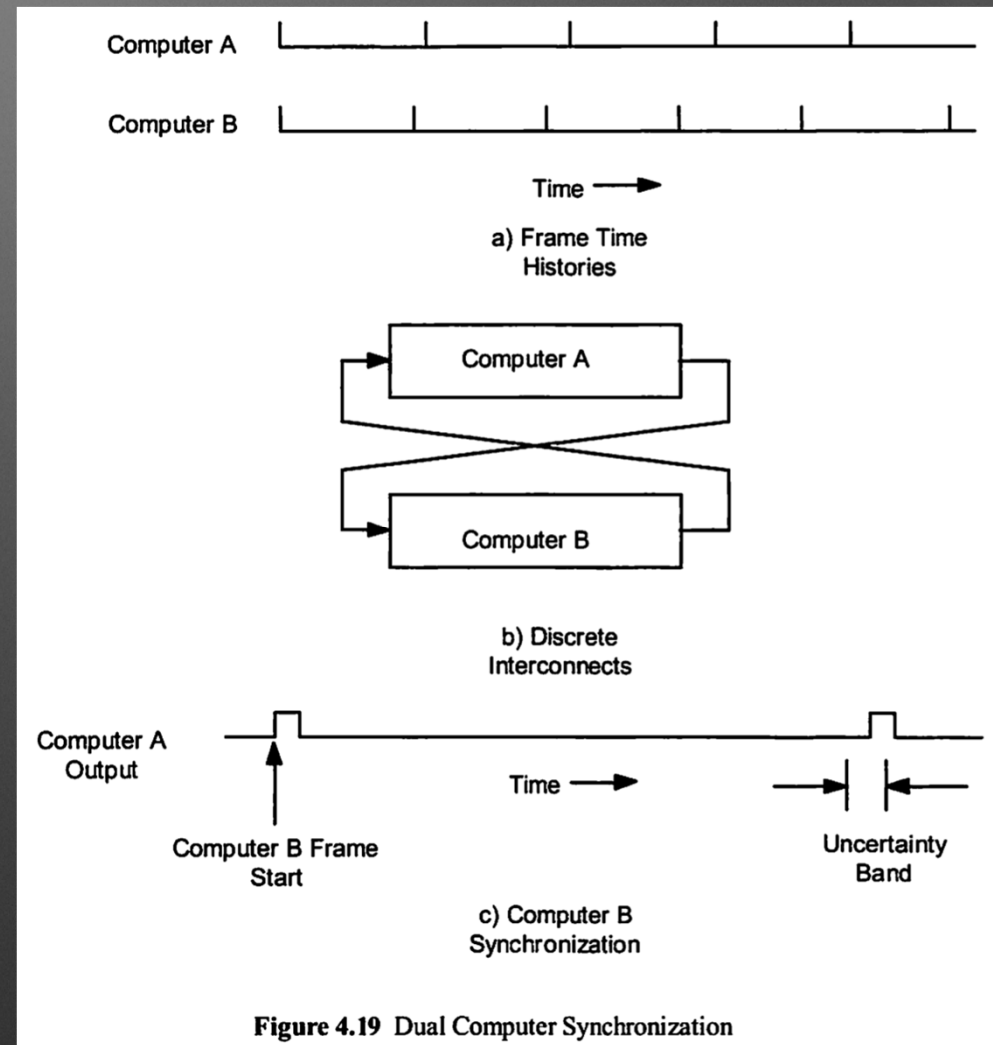 Computer A
Computer B
Time
a) Frame Time
Histories
Computer A
Computer B
b) Discrete
Interconnects
Computer A
Output
Time
Computer B Frame
Start
Uncertainty
Band
c) Computer B
Synchronization
Figure 4.19 Dual Computer Synchronization